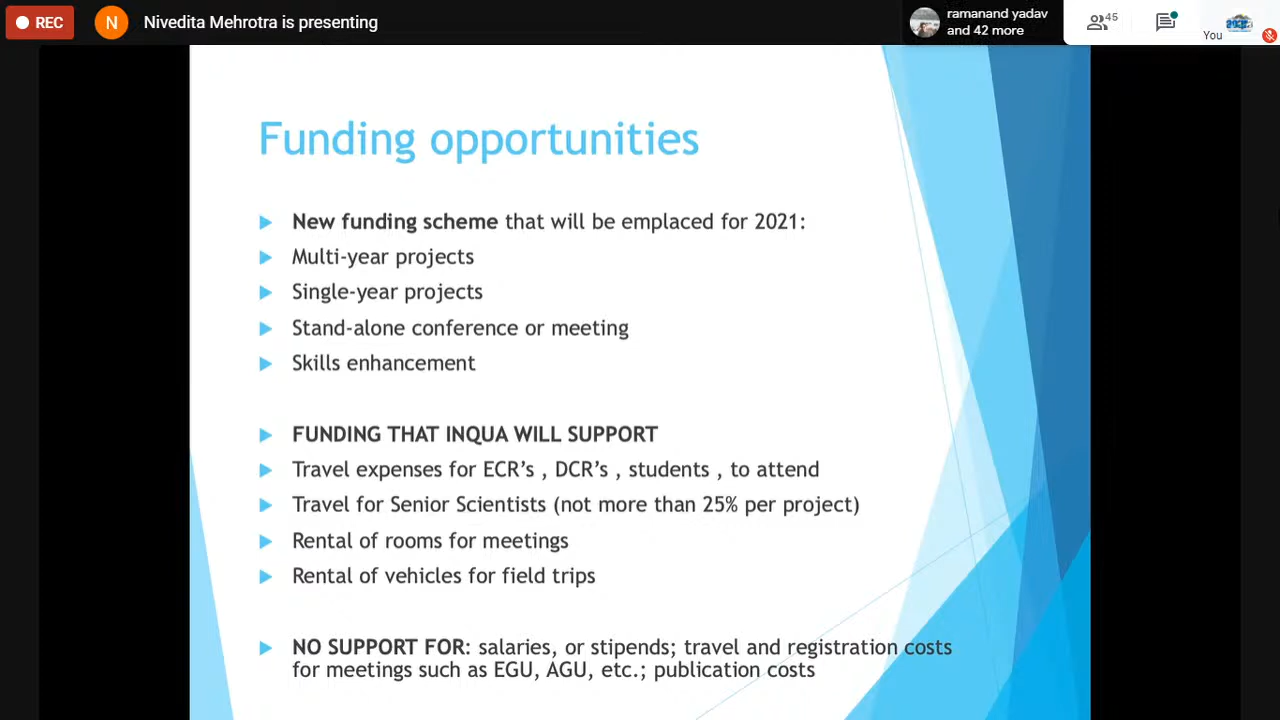 REC
N
Nivedita Mehrotra is presenting
ramanand yadav
and 42 more
45
You
Funding opportunities
New funding scheme that will be emplaced for 2021:
Multi-year projects
Single-year projects
Stand-alone conference or meeting
Skills enhancement
FUNDING THAT INQUA WILL SUPPORT
Travel expenses for ECR's , DCR's , students , to attend
Travel for Senior Scientists (not more than 25% per project)
Rental of rooms for meetings
Rental of vehicles for field trips
NO SUPPORT FOR: salaries, or stipends; travel and registration costs
for meetings such as EGU, AGU, etc.; publication costs